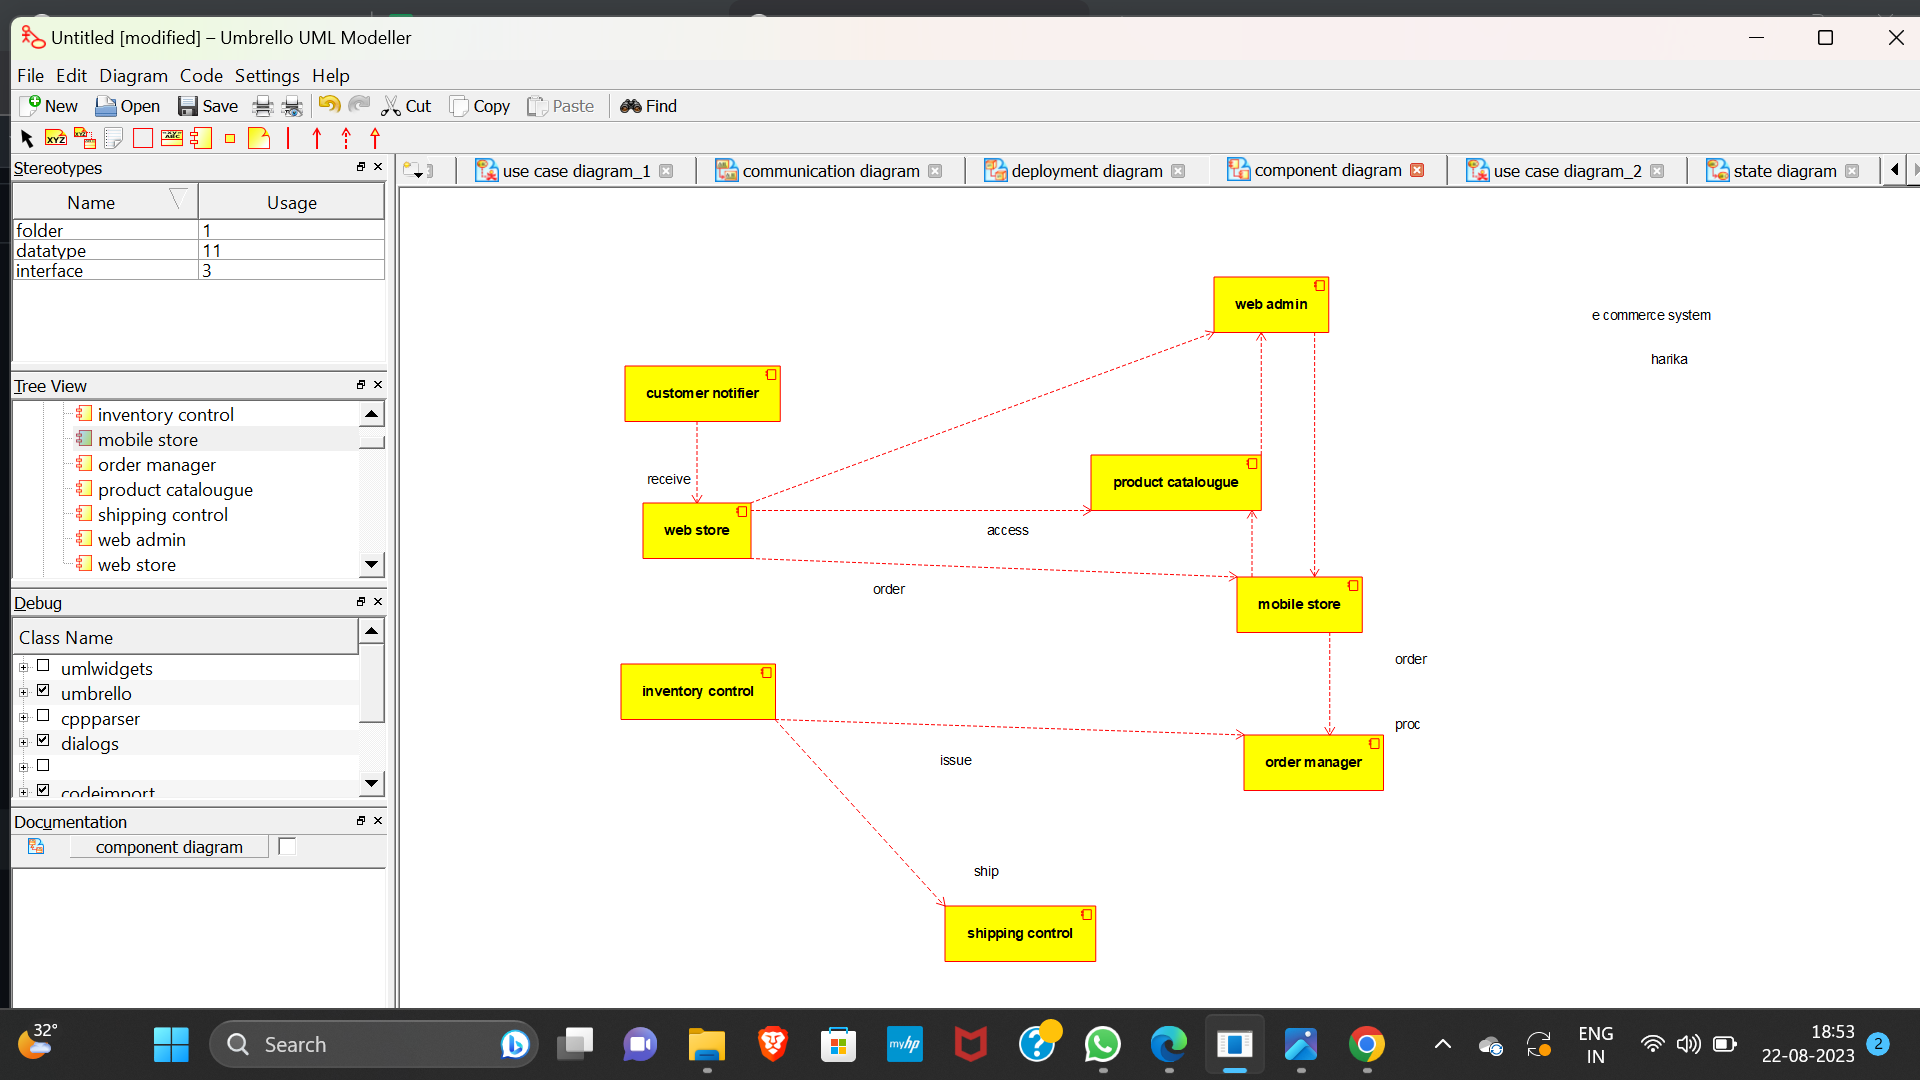 Untitled [modified] – Umbrello UML Modeller
File Edit Diagram Code Settings Help
New Open Save Cut Copy Paste Find
XYZ XYZ ABC
Stereotypes
Name Usage
folder 1
datatype 11
interface 3
Tree View
inventory control
mobile store
order manager
product catalougue
shipping control
web admin
web store
Debug
Class Name
umlwidgets
umbrello
cppparser
dialogs
codeimport
Documentation
component diagram
use case diagram_1
communication diagram
deployment diagram
component diagram
use case diagram_2
state diagram
web admin
e commerce system
harika
customer notifier
receive
product catalougue
web store
access
order
mobile store
order
inventory control
proc
issue
order manager
ship
shipping control
32°
Search
myhp
ENG
IN
18:53
22-08-2023
2